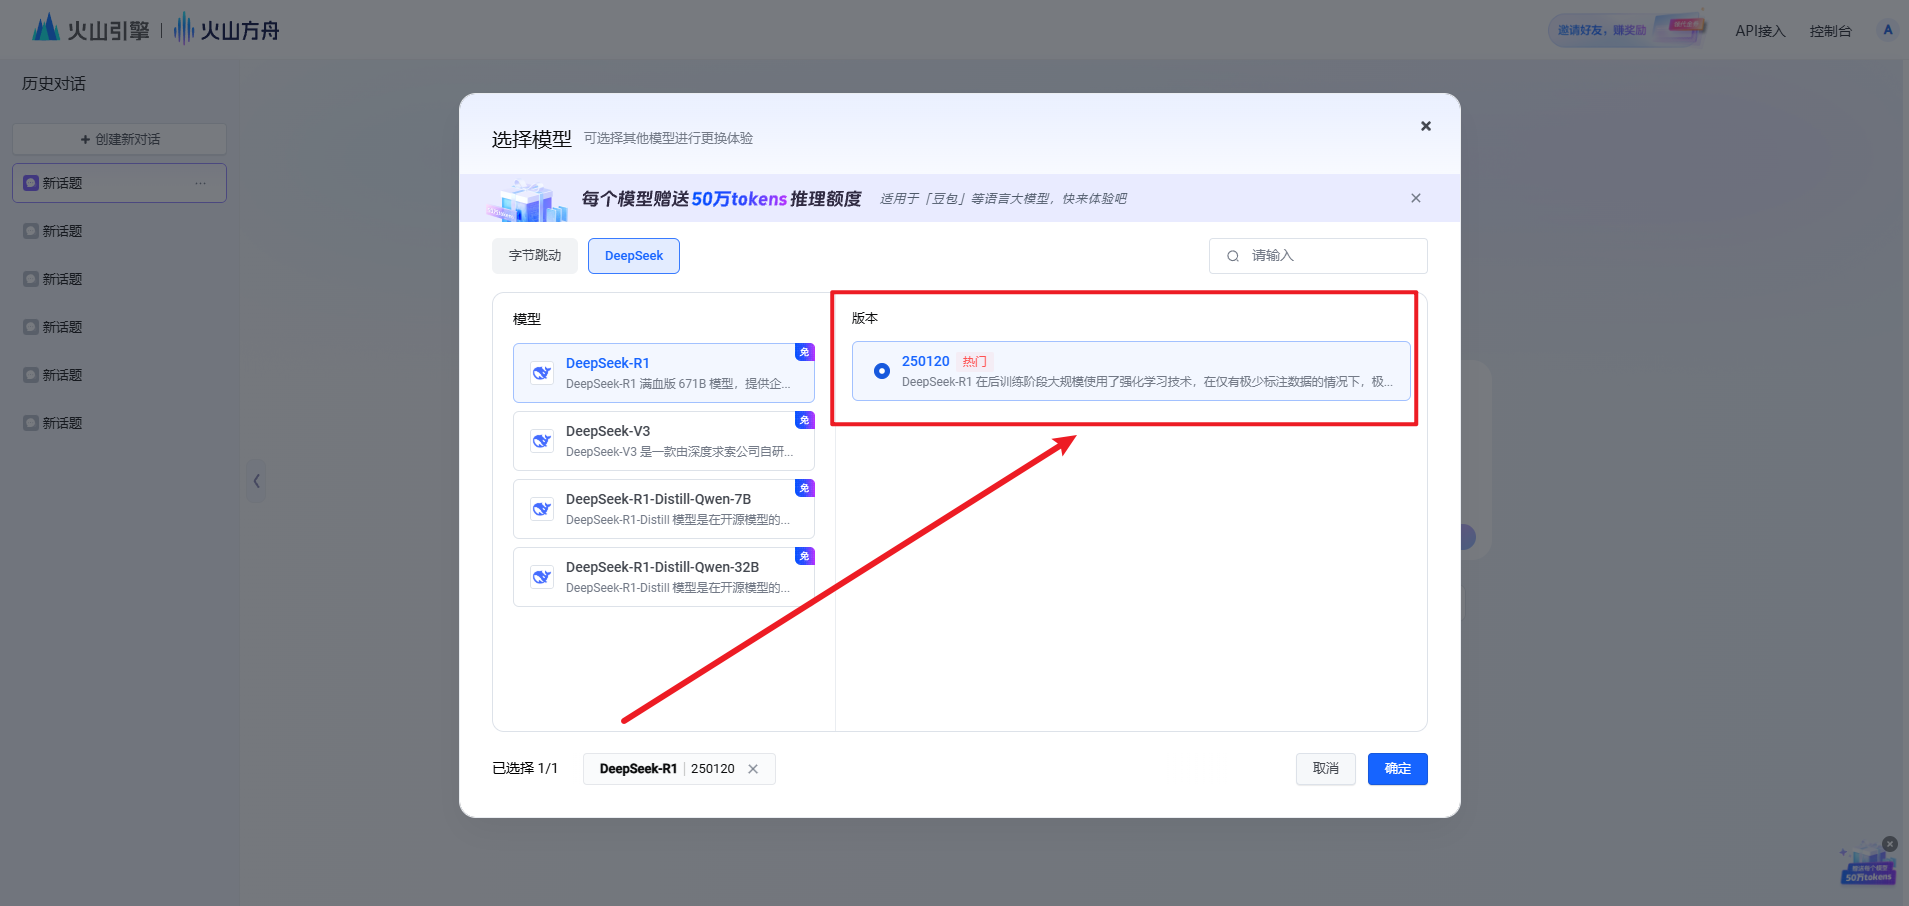 火山引擎 | 火山方舟
邀请好友，赚奖励
API接入
控制台
A
历史对话
+ 创建新对话
新话题 ...
新话题
新话题
新话题
新话题
新话题
选择模型 可选择其他模型进行更换体验
每个模型赠送50万tokens推理额度 适用于「豆包」等语言大模型，快来体验吧
字节跳动
DeepSeek
请输入
模型
DeepSeek-R1 免
DeepSeek-R1 满血版 671B 模型，提供企...
DeepSeek-V3 免
DeepSeek-V3 是一款由深度求索公司自研...
DeepSeek-R1-Distill-Qwen-7B 免
DeepSeek-R1-Distill 模型是在开源模型的...
DeepSeek-R1-Distill-Qwen-32B 免
DeepSeek-R1-Distill 模型是在开源模型的...
版本
250120 热门
DeepSeek-R1 在后训练阶段大规模使用了强化学习技术，在仅有极少标注数据的情况下，极...
已选择 1/1
DeepSeek-R1 | 250120
取消
确定
50万tokens